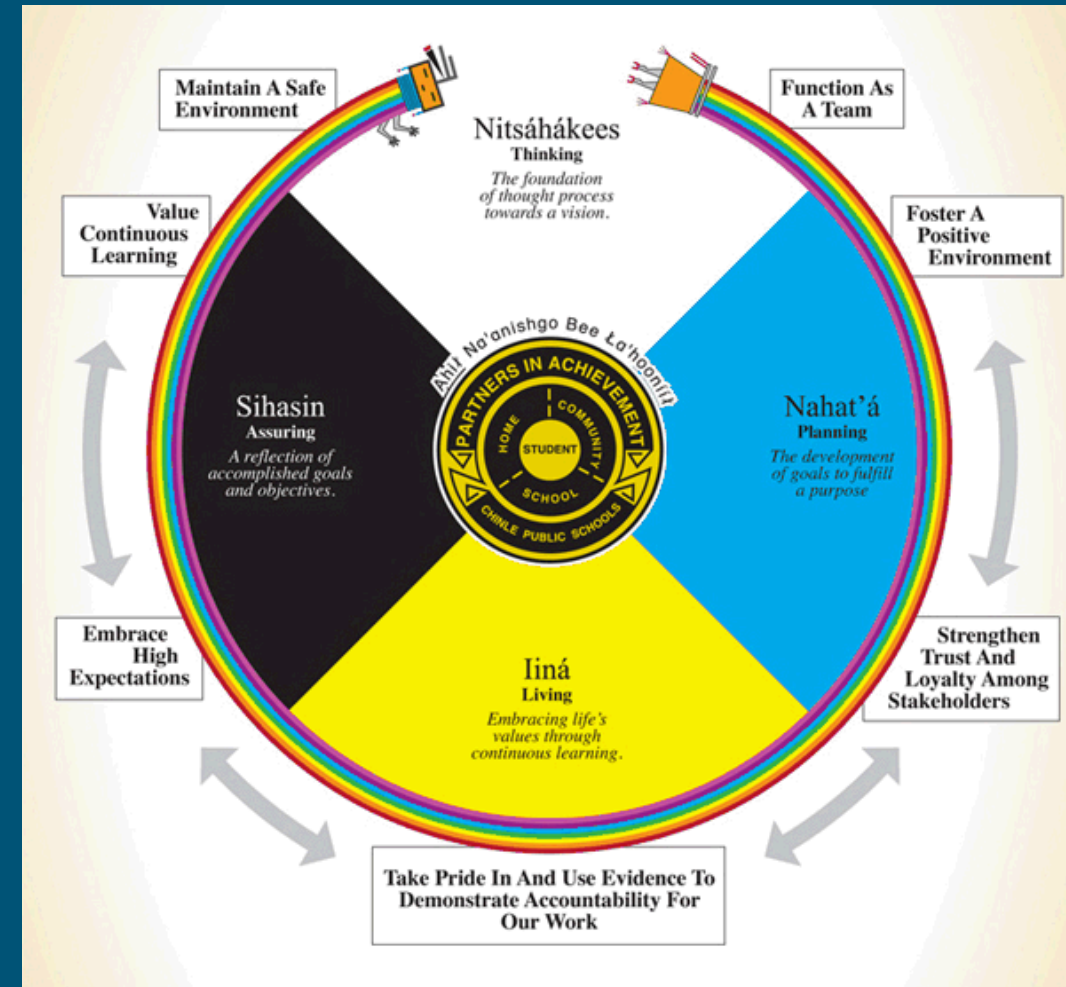 Maintain A Safe
Environment
Function As
A Team
Nitsáhákees
Thinking
The foundation
of thought process
towards a vision.
Value
Continuous
Learning
Foster A
Positive
Environment
Ahił Na'anishgo Bee Ła'hooníił
PARTNERS IN ACHIEVEMENT
HOME
COMMUNITY
STUDENT
SCHOOL
CHINLE PUBLIC SCHOOLS
Sihasin
Assuring
A reflection of
accomplished goals
and objectives.
Nahat'á
Planning
The development
of goals to fulfill
a purpose
Embrace
High
Expectations
Iiná
Living
Embracing life's
values through
continuous learning.
Strengthen
Trust And
Loyalty Among
Stakeholders
Take Pride In And Use Evidence To
Demonstrate Accountability For
Our Work